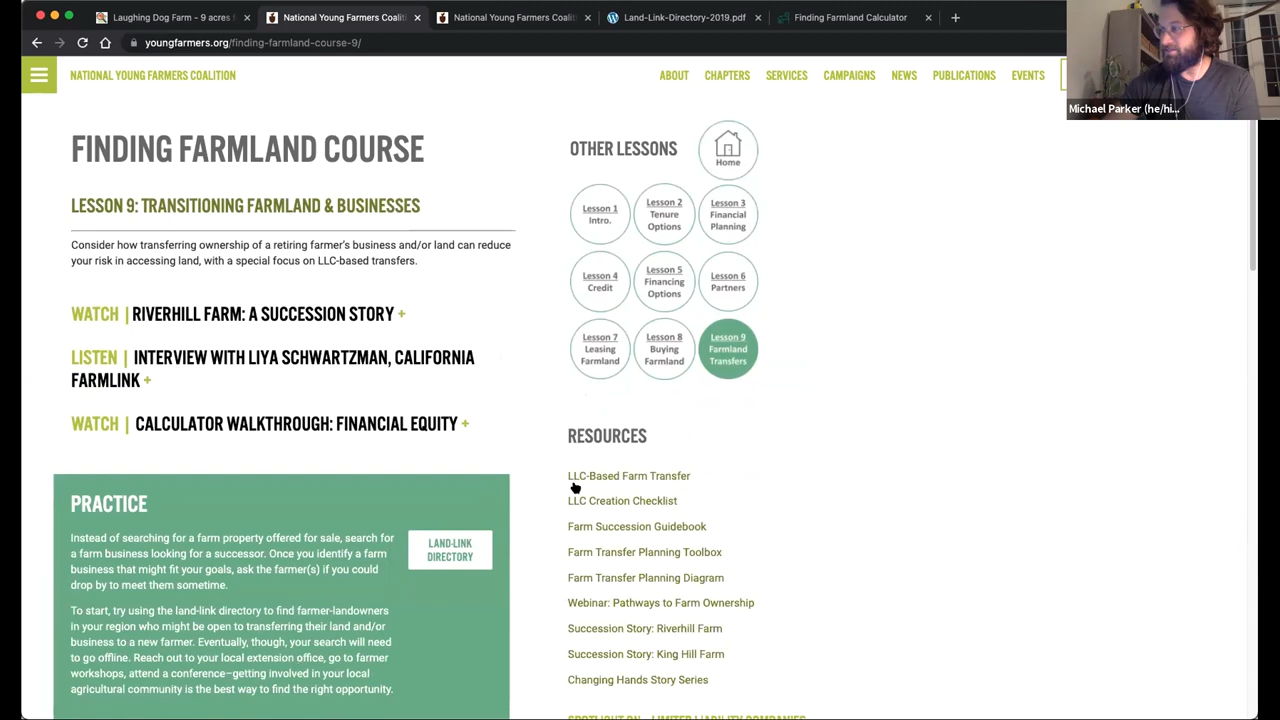 Laughing Dog Farm - 9 acres f
National Young Farmers Coaliti
National Young Farmers Coaliti
Land-Link-Directory-2019.pdf
Finding Farmland Calculator
youngfarmers.org/finding-farmland-course-9/
NATIONAL YOUNG FARMERS COALITION
ABOUT
CHAPTERS
SERVICES
CAMPAIGNS
NEWS
PUBLICATIONS
EVENTS
Michael Parker (he/hi...
FINDING FARMLAND COURSE
LESSON 9: TRANSITIONING FARMLAND & BUSINESSES
Consider how transferring ownership of a retiring farmer's business and/or land can reduce
your risk in accessing land, with a special focus on LLC-based transfers.
WATCH | RIVERHILL FARM: A SUCCESSION STORY +
LISTEN | INTERVIEW WITH LIYA SCHWARTZMAN, CALIFORNIA
FARMLINK +
WATCH | CALCULATOR WALKTHROUGH: FINANCIAL EQUITY +
PRACTICE
Instead of searching for a farm property offered for sale, search for
a farm business looking for a successor. Once you identify a farm
business that might fit your goals, ask the farmer(s) if you could
drop by to meet them sometime.
To start, try using the land-link directory to find farmer-landowners
in your region who might be open to transferring their land and/or
business to a new farmer. Eventually, though, your search will need
to go offline. Reach out to your local extension office, go to farmer
workshops, attend a conference–getting involved in your local
agricultural community is the best way to find the right opportunity.
LAND-LINK
DIRECTORY
OTHER LESSONS
Home
Lesson 1
Intro.
Lesson 2
Tenure
Options
Lesson 3
Financial
Planning
Lesson 4
Credit
Lesson 5
Financing
Options
Lesson 6
Partners
Lesson 7
Leasing
Farmland
Lesson 8
Buying
Farmland
Lesson 9
Farmland
Transfers
RESOURCES
LLC-Based Farm Transfer
LLC Creation Checklist
Farm Succession Guidebook
Farm Transfer Planning Toolbox
Farm Transfer Planning Diagram
Webinar: Pathways to Farm Ownership
Succession Story: Riverhill Farm
Succession Story: King Hill Farm
Changing Hands Story Series
SPOTLIGHT ON - LIMITED LIABILITY COMPANIES